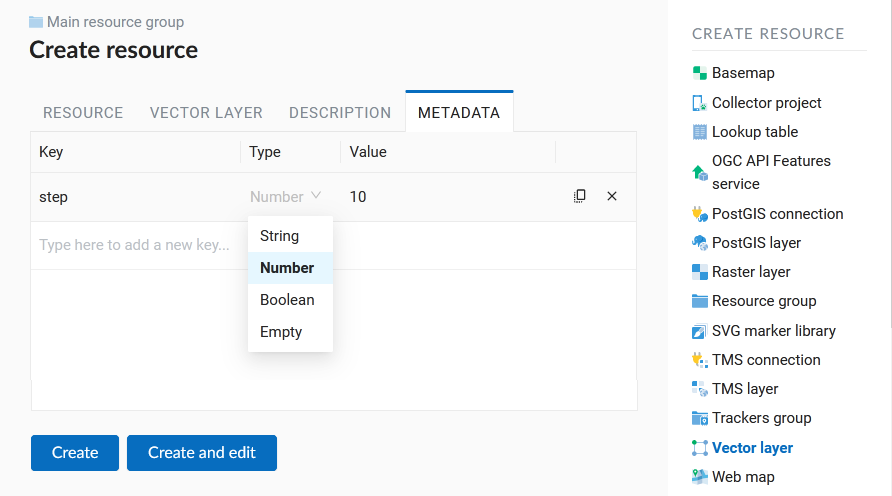 Main resource group
Create resource
RESOURCE VECTOR LAYER DESCRIPTION METADATA
Key Type Value
step Number 10
Type here to add a new key...
String
Number
Boolean
Empty
Create Create and edit
CREATE RESOURCE
Basemap
Collector project
Lookup table
OGC API Features
service
PostGIS connection
PostGIS layer
Raster layer
Resource group
SVG marker library
TMS connection
TMS layer
Trackers group
Vector layer
Web map